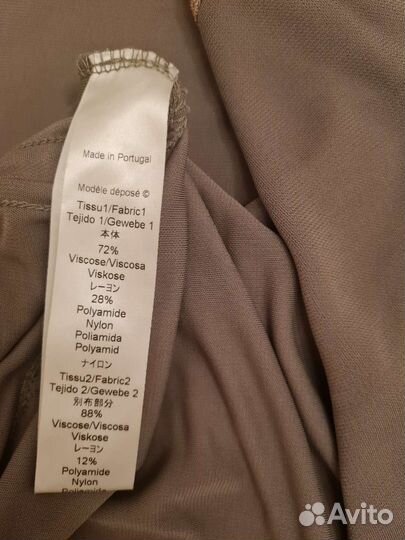 Made in Portugal
Modèle déposé ©
Tissu1/Fabric1
Tejido 1/Gewebe 1
本体
72%
Viscose/Viscosa
Viskose
レーヨン
28%
Polyamide
Nylon
Poliamida
Polyamid
ナイロン
Tissu2/Fabric2
Tejido 2/Gewebe 2
別布部分
88%
Viscose/Viscosa
Viskose
レーヨン
12%
Polyamide
Nylon
Avito